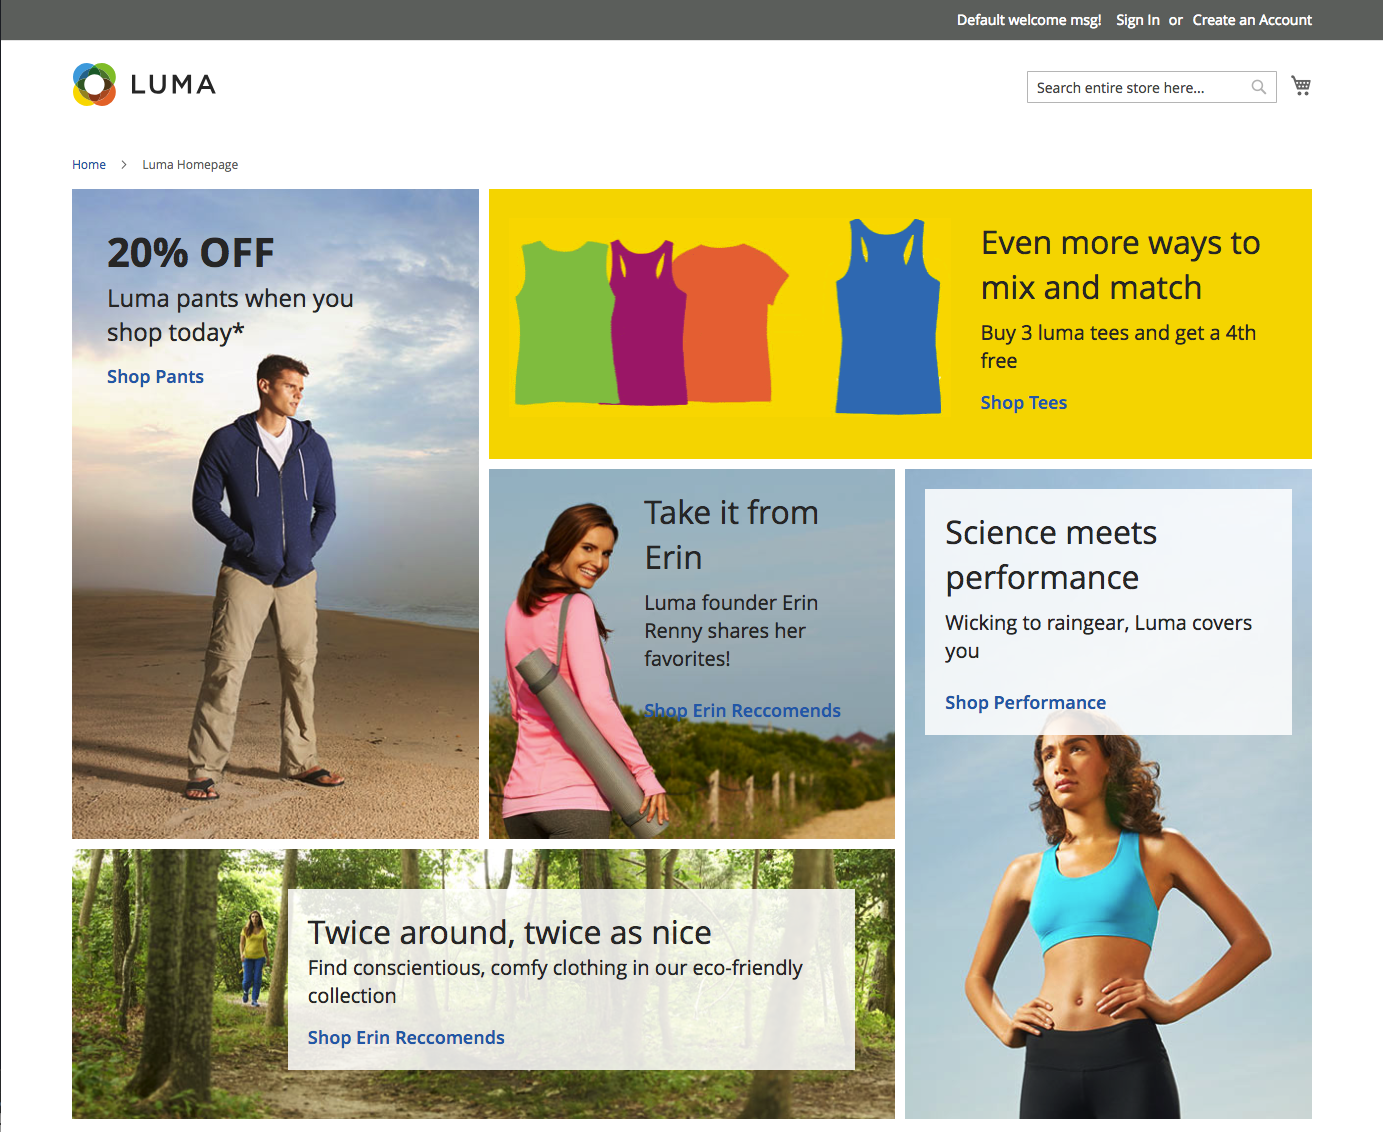 Default welcome msg! Sign In or Create an Account
LUMA
Search entire store here...
Home > Luma Homepage
20% OFF
Luma pants when you
shop today*
Shop Pants
Even more ways to
mix and match
Buy 3 luma tees and get a 4th
free
Shop Tees
Take it from
Erin
Luma founder Erin
Renny shares her
favorites!
Shop Erin Reccomends
Science meets
performance
Wicking to raingear, Luma covers
you
Shop Performance
Twice around, twice as nice
Find conscientious, comfy clothing in our eco-friendly
collection
Shop Erin Reccomends